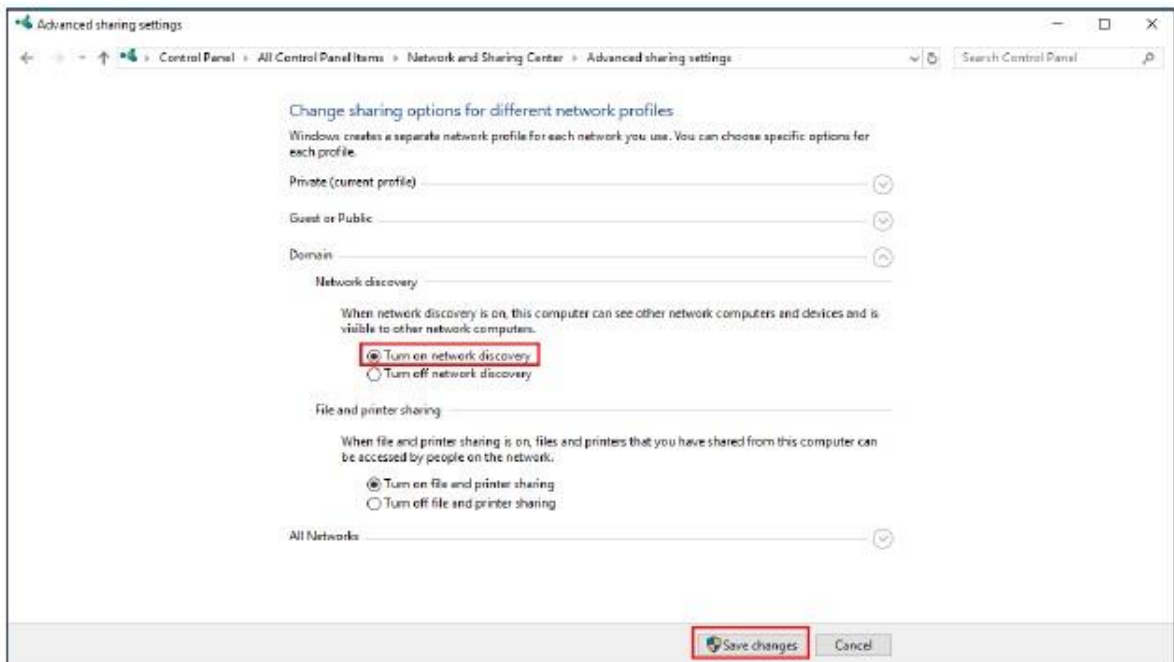 Advanced sharing settings
Control Panel › All Control Panel Items › Network and Sharing Center › Advanced sharing settings
Search Control Panel
Change sharing options for different network profiles
Windows creates a separate network profile for each network you use. You can choose specific options for
each profile.
Private (current profile)
Guest or Public
Domain
Network discovery
When network discovery is on, this computer can see other network computers and devices and is
visible to other network computers.
Turn on network discovery
Turn off network discovery
File and printer sharing
When file and printer sharing is on, files and printers that you have shared from this computer can
be accessed by people on the network.
Turn on file and printer sharing
Turn off file and printer sharing
All Networks
Save changes
Cancel